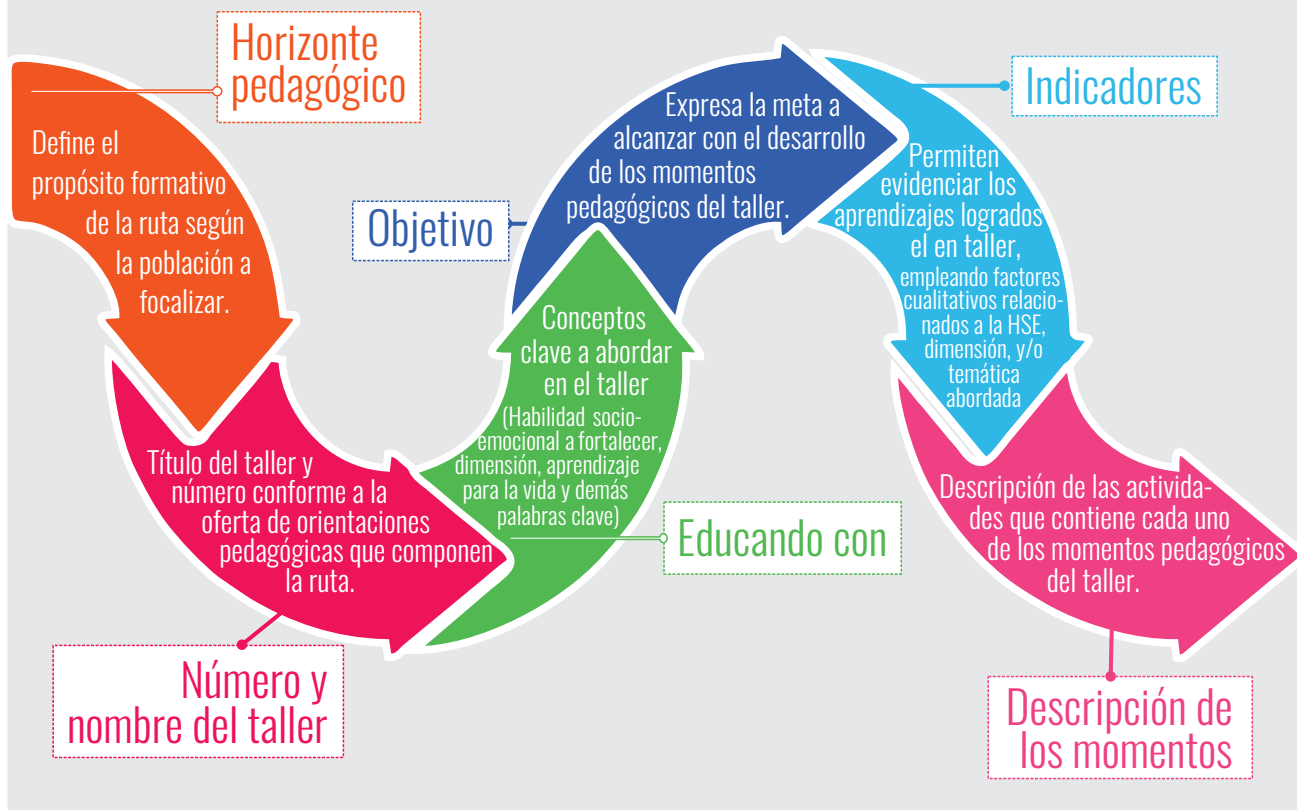 Horizonte
pedagógico
Define el
propósito formativo
de la ruta según
la población a
focalizar.
Número y
nombre del taller
Título del taller y
número conforme a la
oferta de orientaciones
pedagógicas que componen
la ruta.
Educando con
Conceptos
clave a abordar
en el taller
(Habilidad socio-
emocional a fortalecer,
dimensión, aprendizaje
para la vida y demás
palabras clave)
Objetivo
Expresa la meta a
alcanzar con el desarrollo
de los momentos
pedagógicos del taller.
Indicadores
Permiten
evidenciar los
aprendizajes logrados
el en taller,
empleando factores
cualitativos relacio-
nados a la HSE,
dimensión, y/o
temática
abordada
Descripción de
los momentos
Descripción de las activida-
des que contiene cada uno
de los momentos pedagógicos
del taller.